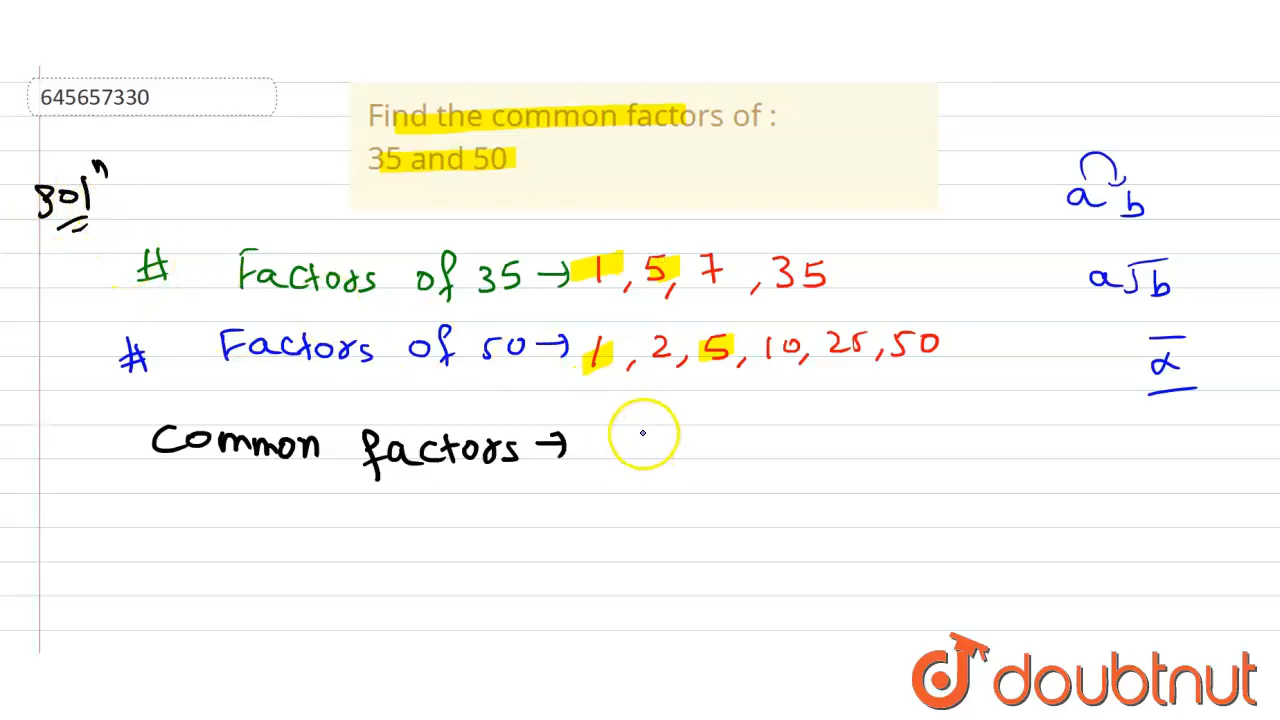 645657330
Find the common factors of :
35 and 50
Solⁿ
a b
# Factors of 35 → 1, 5, 7, 35
a√b
# Factors of 50 → 1, 2, 5, 10, 25, 50
α
Common factors →
doubtnut